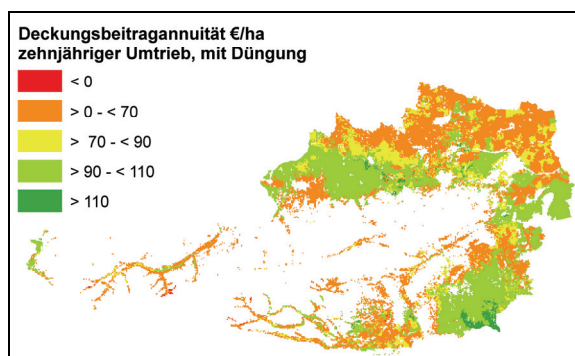 Deckungsbeitragannuität €/ha
zehnjähriger Umtrieb, mit Düngung
< 0
> 0 - < 70
> 70 - < 90
> 90 - < 110
> 110